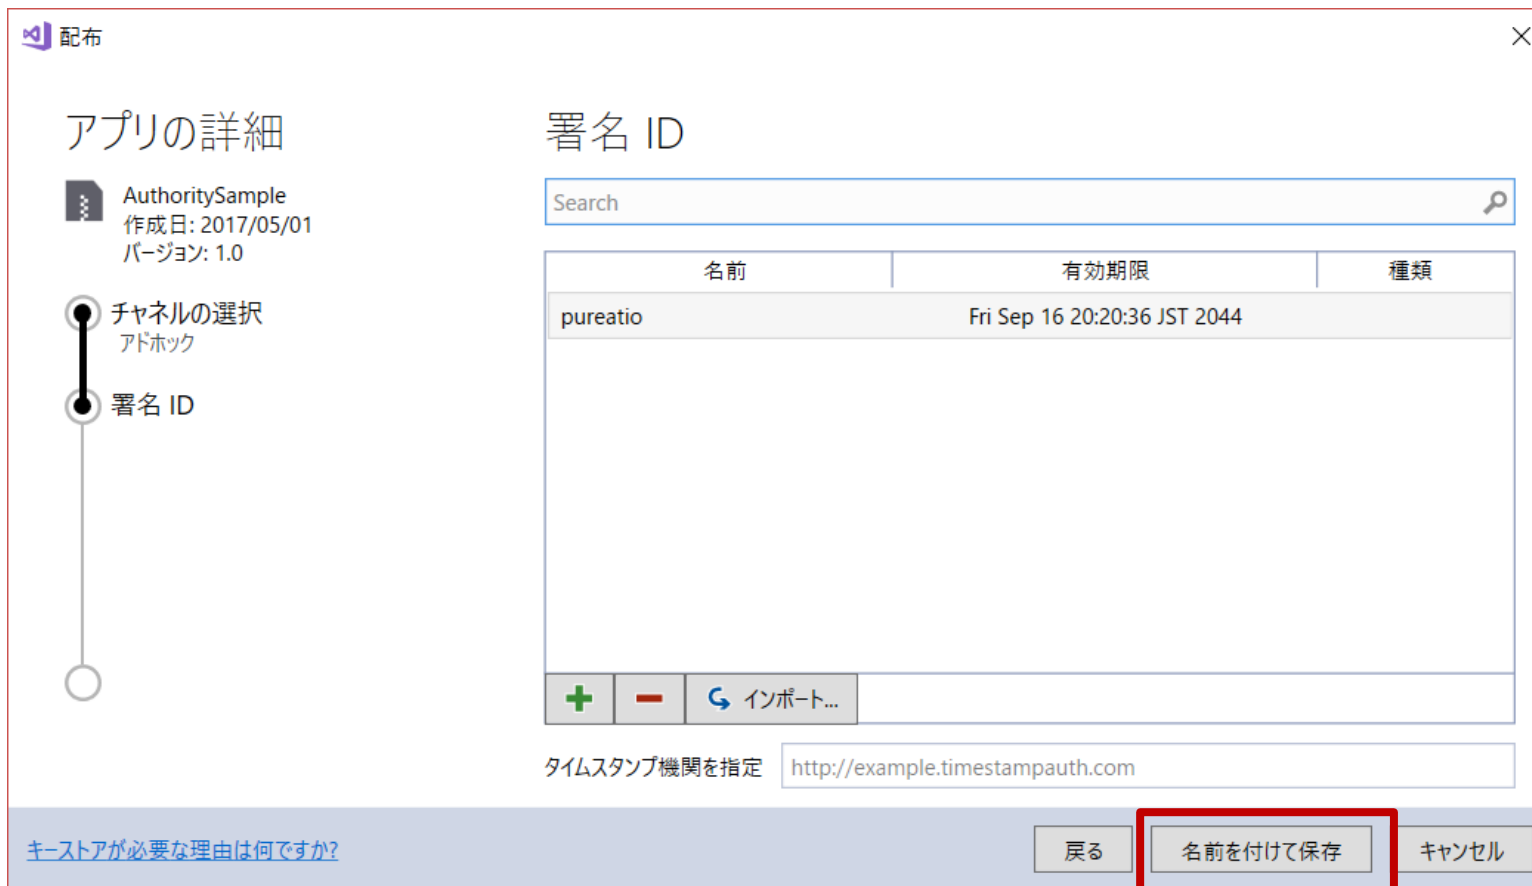 配布
アプリの詳細
AuthoritySample
作成日: 2017/05/01
バージョン: 1.0
チャネルの選択
アドホック
署名 ID
署名 ID
Search
名前 有効期限 種類
pureatio Fri Sep 16 20:20:36 JST 2044
インポート...
タイムスタンプ機関を指定 http://example.timestampauth.com
キーストアが必要な理由は何ですか?
戻る 名前を付けて保存 キャンセル